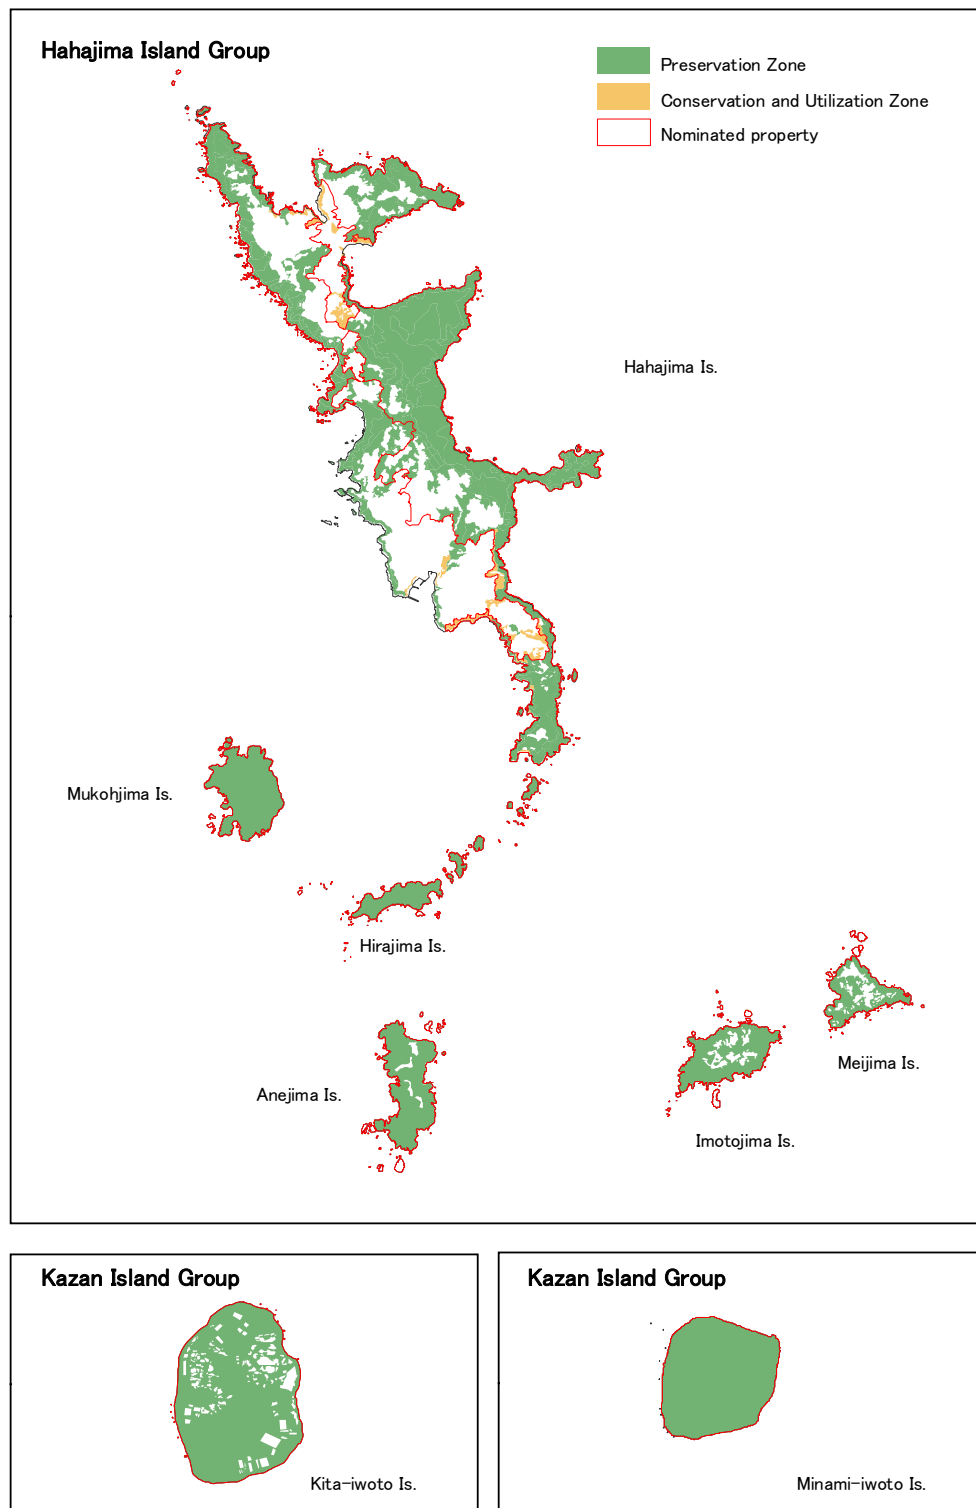 Hahajima Island Group
Preservation Zone
Conservation and Utilization Zone
Nominated property
Hahajima Is.
Mukohjima Is.
Hirajima Is.
Meijima Is.
Anejima Is.
Imotojima Is.
Kazan Island Group
Kita-iwoto Is.
Kazan Island Group
Minami-iwoto Is.